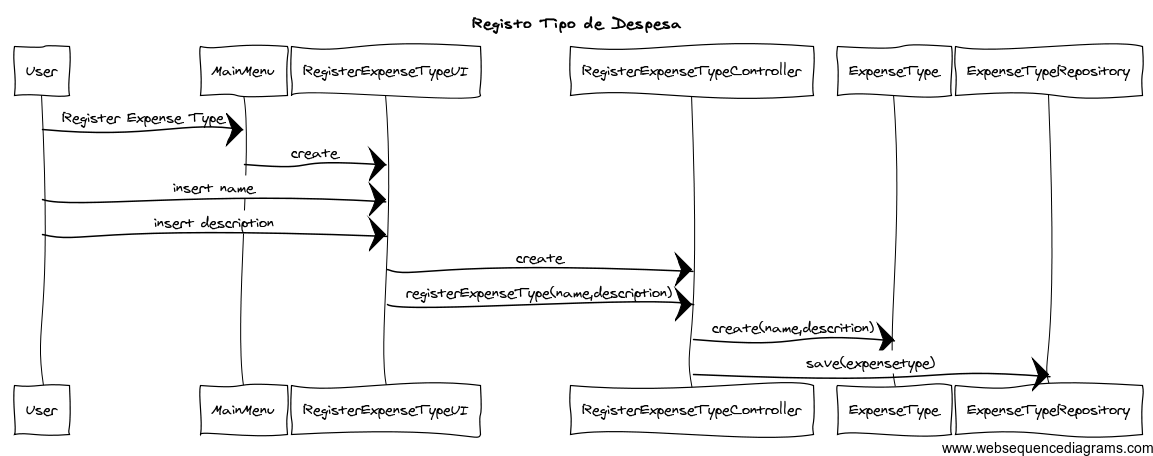 Registo Tipo de Despesa
User MainMenu RegisterExpenseTypeUI RegisterExpenseTypeController ExpenseType ExpenseTypeRepository
Register Expense Type
create
insert name
insert description
create
registerExpenseType(name,description)
create(name,descrition)
save(expensetype)
User MainMenu RegisterExpenseTypeUI RegisterExpenseTypeController ExpenseType ExpenseTypeRepository
www.websequencediagrams.com